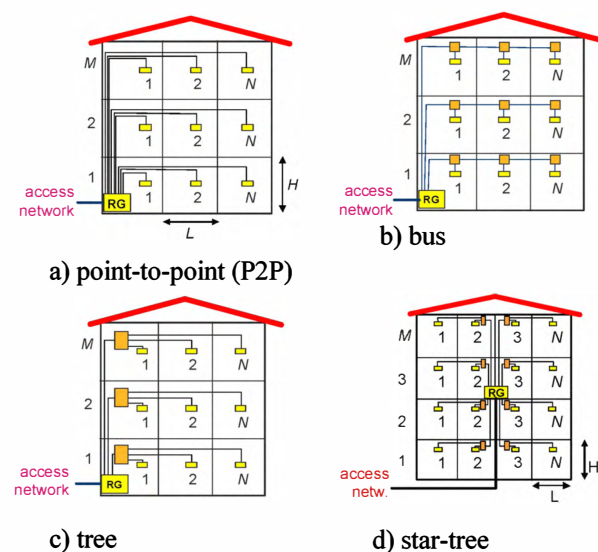 M
1 2 N
2
1 2 N
1
access
network
RG
1 2 N
H
L
a) point-to-point (P2P)
M
1 2 N
2
1 2 N
1
access
network
RG
1 2 N
b) bus
M
1 2 N
2
1 2 N
1
access
network
RG
1 2 N
c) tree
M
1 2 3 N
3
1 2 3 N
RG
2
1 2 3 N
1
1 2 3 N
H
access
netw.
L
d) star-tree